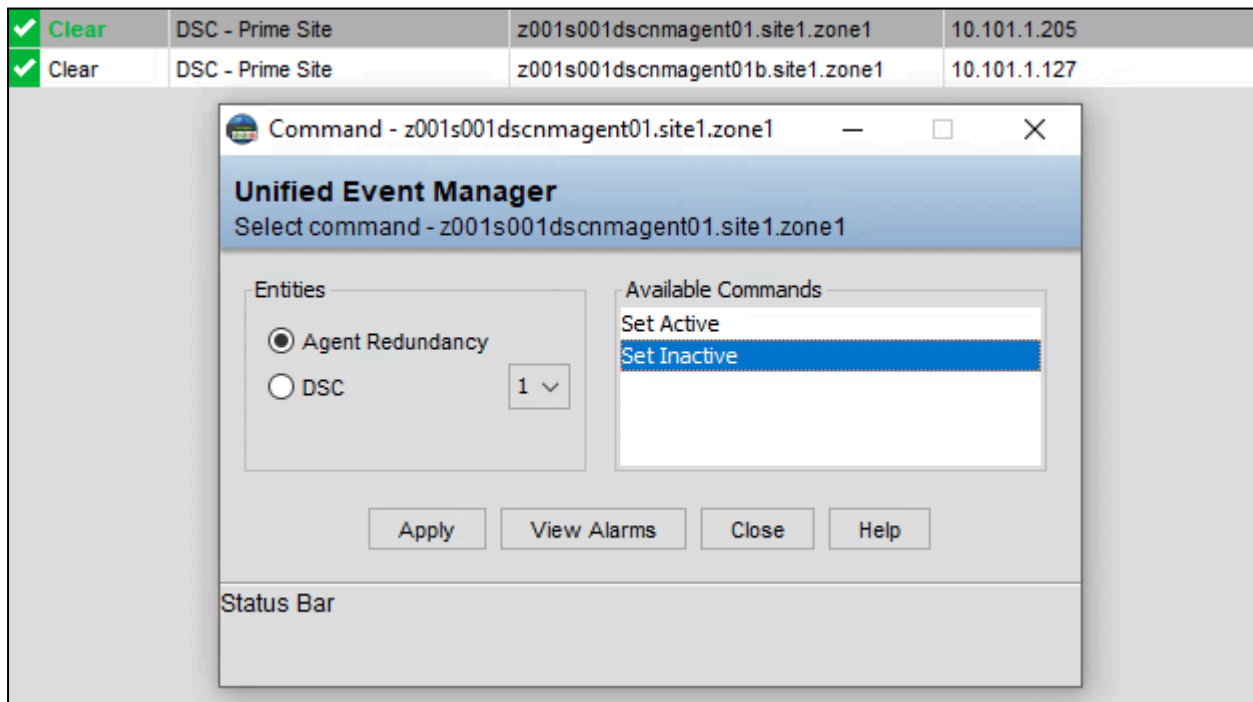 Clear DSC - Prime Site z001s001dscnmagent01.site1.zone1 10.101.1.205
Clear DSC - Prime Site z001s001dscnmagent01b.site1.zone1 10.101.1.127
Command - z001s001dscnmagent01.site1.zone1
Unified Event Manager
Select command - z001s001dscnmagent01.site1.zone1
Entities
Agent Redundancy
DSC 1
Available Commands
Set Active
Set Inactive
Apply View Alarms Close Help
Status Bar